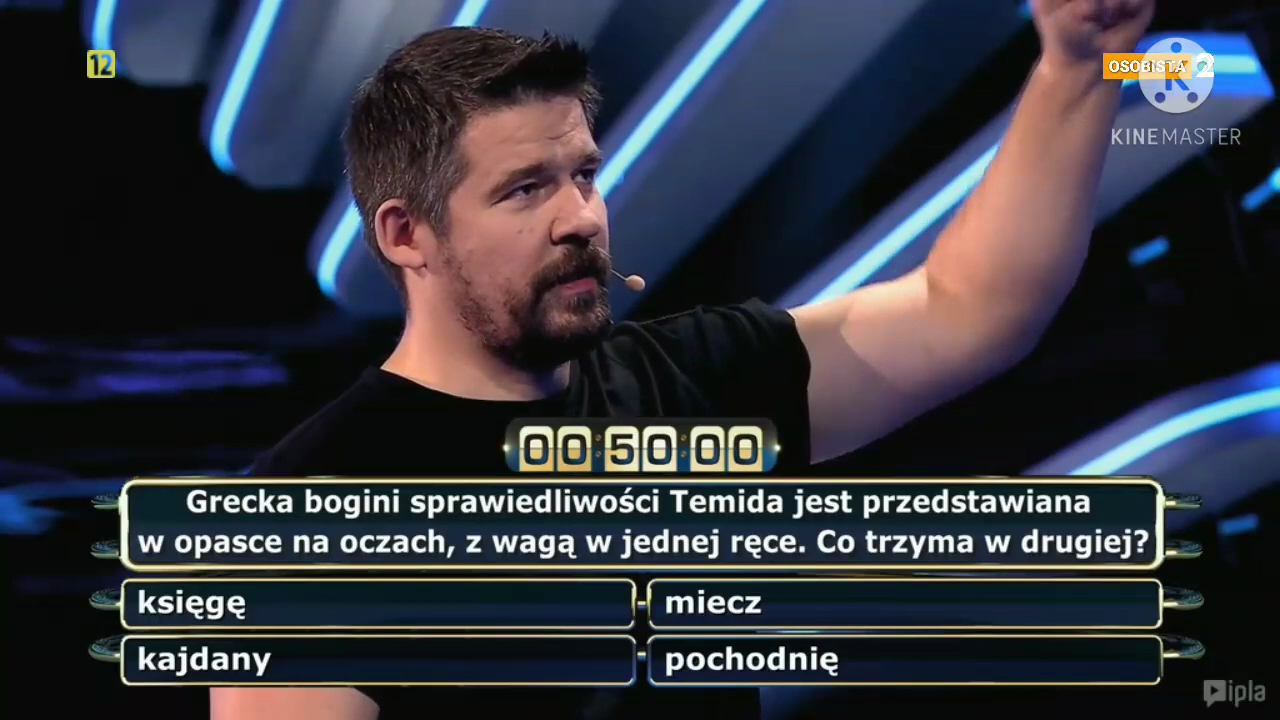 12
OSOBISTA 2
K
KINEMASTER
00:50:00
Grecka bogini sprawiedliwości Temida jest przedstawiana
w opasce na oczach, z wagą w jednej ręce. Co trzyma w drugiej?
księgę
miecz
kajdany
pochodnię
ipla